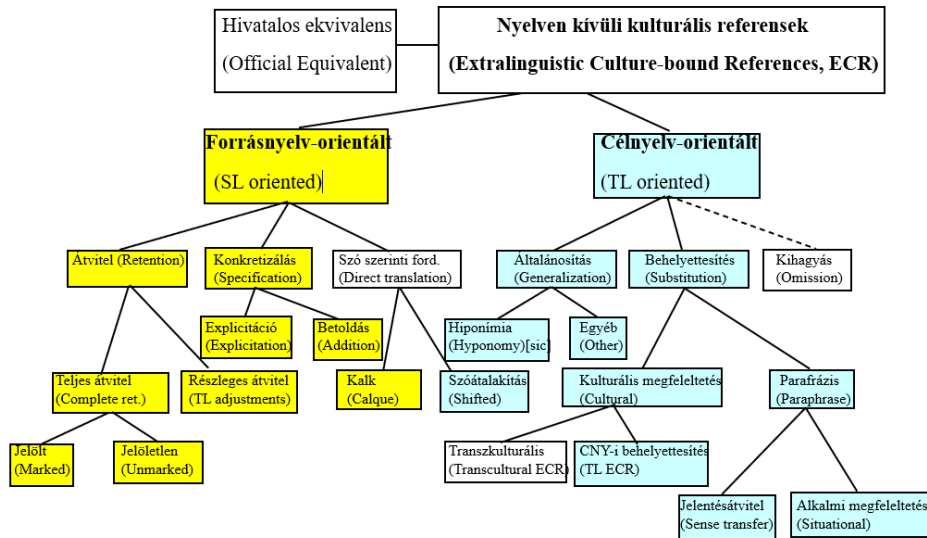 Hivatalos ekvivalens
(Official Equivalent)
Nyelven kívüli kulturális referensek
(Extralinguistic Culture-bound References, ECR)
Forrásnyelv-orientált
(SL oriented)
Célnyelv-orientált
(TL oriented)
Átvitel (Retention)
Konkretizálás
(Specification)
Szó szerinti ford.
(Direct translation)
Általánosítás
(Generalization)
Behelyettesítés
(Substitution)
Kihagyás
(Omission)
Explicitáció
(Explicitation)
Betoldás
(Addition)
Hiponímia
(Hyponomy)[sic]
Egyéb
(Other)
Teljes átvitel
(Complete ret.)
Részleges átvitel
(TL adjustments)
Kalk
(Calque)
Szóátalakítás
(Shifted)
Kulturális megfeleltetés
(Cultural)
Parafrázis
(Paraphrase)
Jelölt
(Marked)
Jelöletlen
(Unmarked)
Transzkulturális
(Transcultural ECR)
CNY-i behelyettesítés
(TL ECR)
Jelentésátvitel
(Sense transfer)
Alkalmi megfeleltetés
(Situational)